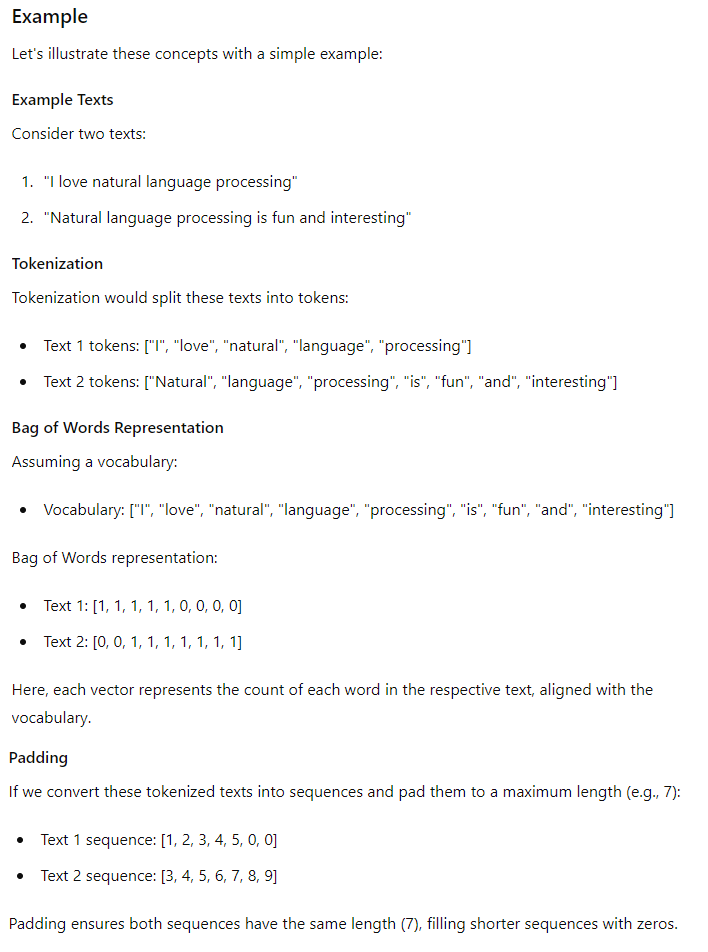 Example
Let's illustrate these concepts with a simple example:
Example Texts
Consider two texts:
1. "I love natural language processing"
2. "Natural language processing is fun and interesting"
Tokenization
Tokenization would split these texts into tokens:
• Text 1 tokens: ["I", "love", "natural", "language", "processing"]
• Text 2 tokens: ["Natural", "language", "processing", "is", "fun", "and", "interesting"]
Bag of Words Representation
Assuming a vocabulary:
• Vocabulary: ["I", "love", "natural", "language", "processing", "is", "fun", "and", "interesting"]
Bag of Words representation:
• Text 1: [1, 1, 1, 1, 1, 0, 0, 0, 0]
• Text 2: [0, 0, 1, 1, 1, 1, 1, 1, 1]
Here, each vector represents the count of each word in the respective text, aligned with the
vocabulary.
Padding
If we convert these tokenized texts into sequences and pad them to a maximum length (e.g., 7):
• Text 1 sequence: [1, 2, 3, 4, 5, 0, 0]
• Text 2 sequence: [3, 4, 5, 6, 7, 8, 9]
Padding ensures both sequences have the same length (7), filling shorter sequences with zeros.